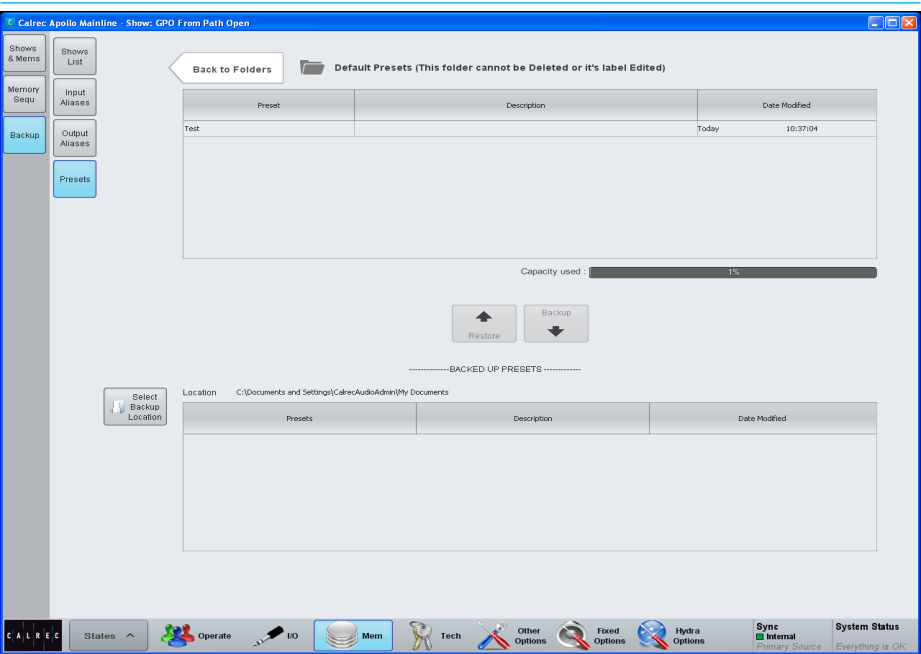 Calrec Apollo Mainline - Show: GPO From Path Open
Shows & Mems
Memory Sequ
Backup
Shows List
Input Aliases
Output Aliases
Presets
Back to Folders
Default Presets (This folder cannot be Deleted or it's label Edited)
Preset Description Date Modified
Test Today 10:37:04
Capacity used : 1%
Restore
Backup
--------------BACKED UP PRESETS -------------
Select Backup Location
Location C:\Documents and Settings\CalrecAudioAdmin\My Documents
Presets Description Date Modified
CALREC
States
Operate
I/O
Mem
Tech
Other Options
Fixed Options
Hydra Options
Sync
Internal
Primary Source
System Status
Everything is OK